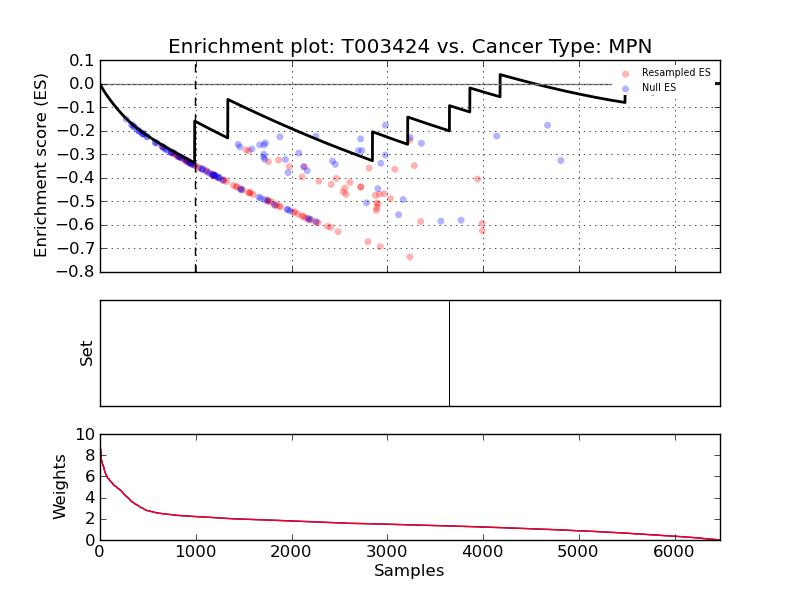 Enrichment plot: T003424 vs. Cancer Type: MPN
0.1
0.0
−0.1
−0.2
−0.3
−0.4
−0.5
−0.6
−0.7
−0.8
Enrichment score (ES)
Resampled ES
Null ES
Set
10
8
6
4
2
0
Weights
0 1000 2000 3000 4000 5000 6000
Samples